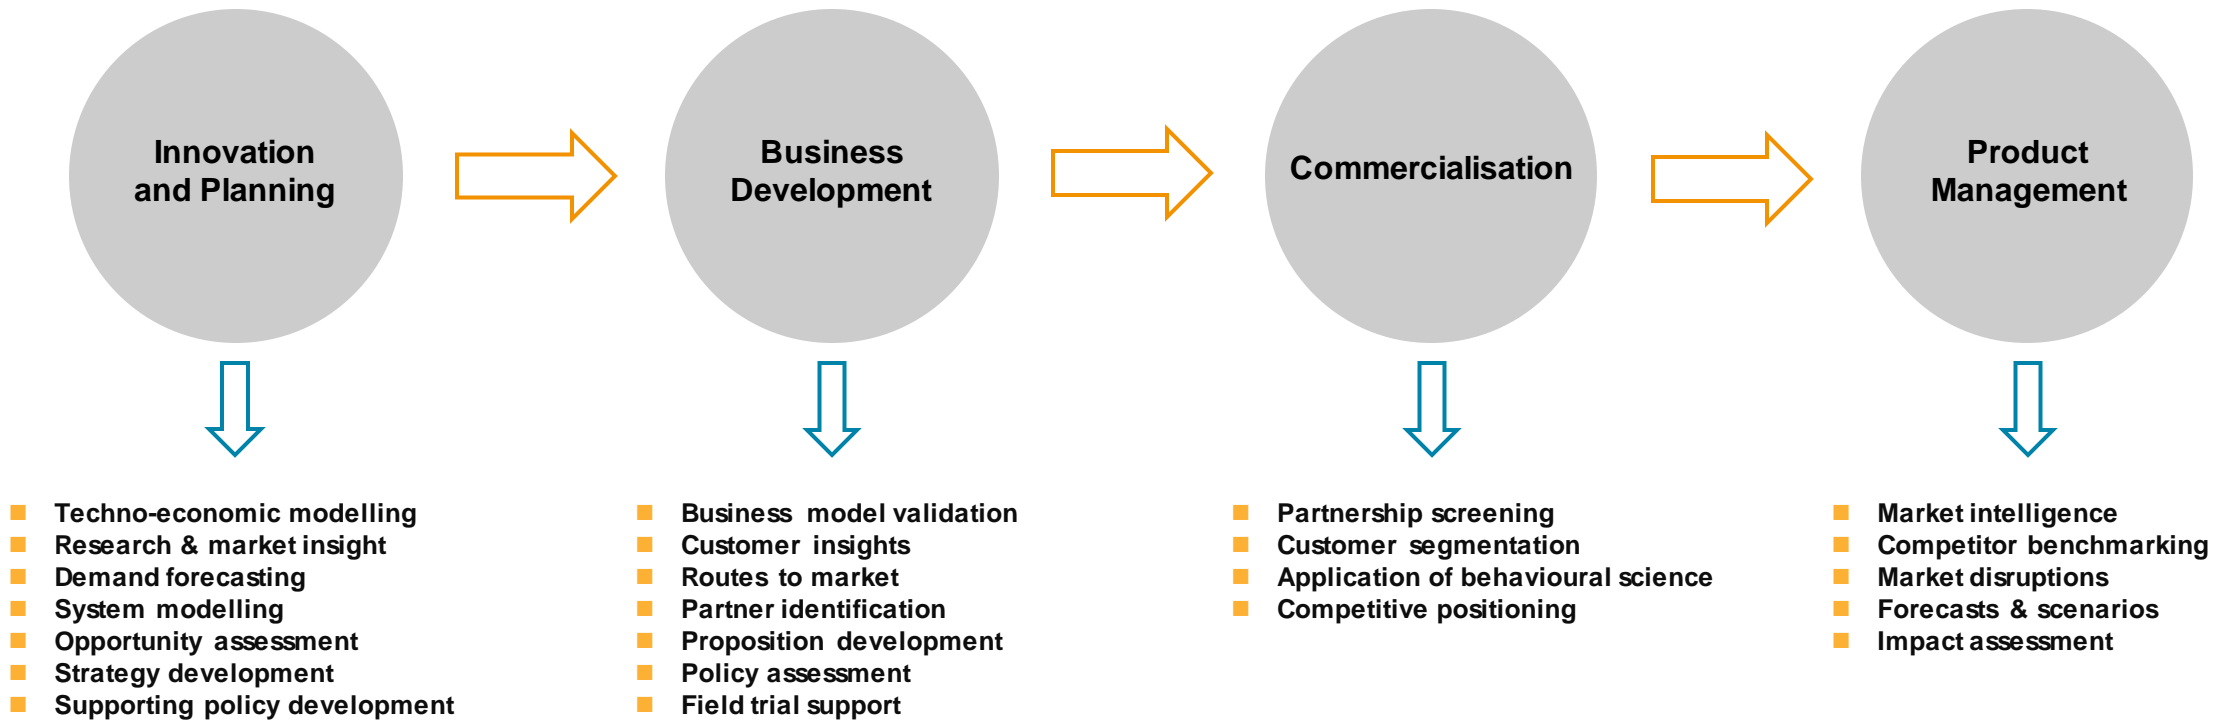 Innovation
and Planning
Business
Development
Commercialisation
Product
Management
Techno-economic modelling
Research & market insight
Demand forecasting
System modelling
Opportunity assessment
Strategy development
Supporting policy development
Business model validation
Customer insights
Routes to market
Partner identification
Proposition development
Policy assessment
Field trial support
Partnership screening
Customer segmentation
Application of behavioural science
Competitive positioning
Market intelligence
Competitor benchmarking
Market disruptions
Forecasts & scenarios
Impact assessment